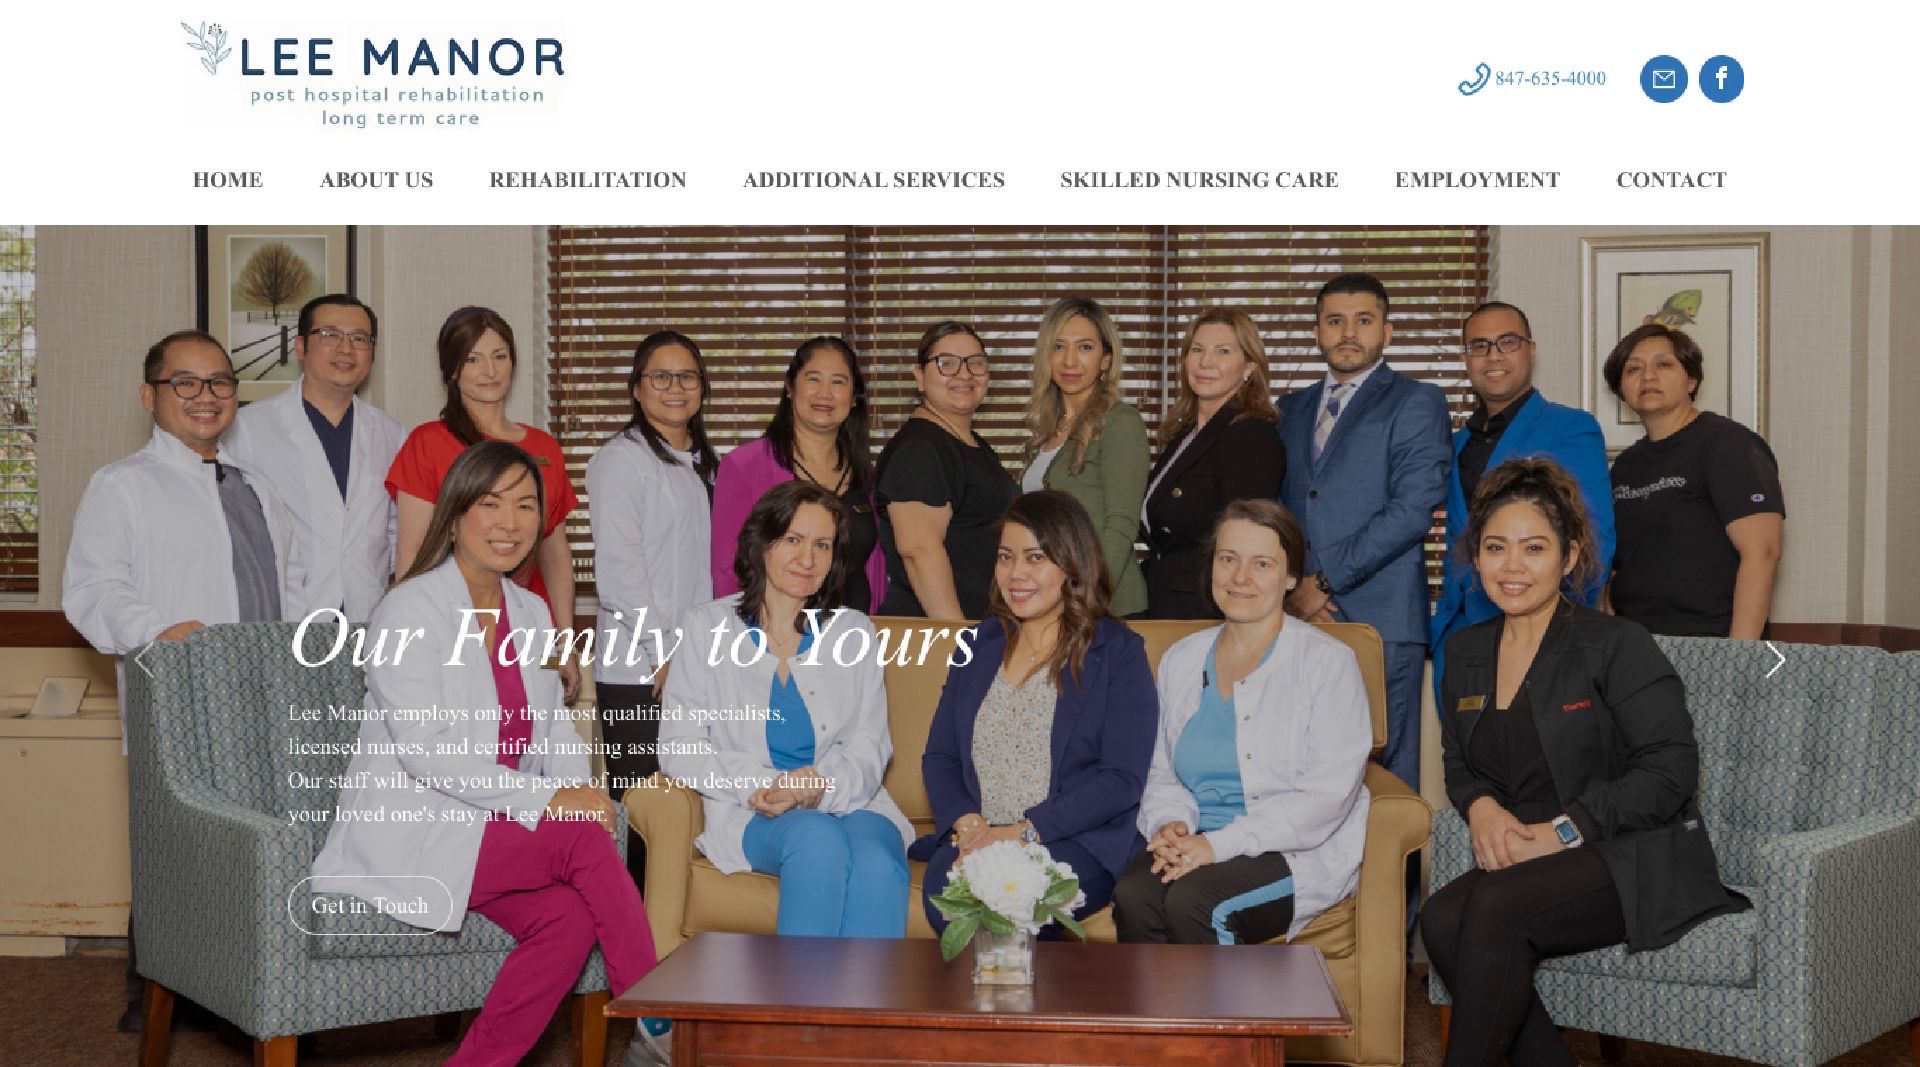 LEE MANOR
post hospital rehabilitation
long term care
847-635-4000
HOME ABOUT US REHABILITATION ADDITIONAL SERVICES SKILLED NURSING CARE EMPLOYMENT CONTACT
Our Family to Yours
Lee Manor employs only the most qualified specialists,
licensed nurses, and certified nursing assistants.
Our staff will give you the peace of mind you deserve during
your loved one's stay at Lee Manor.
Get in Touch